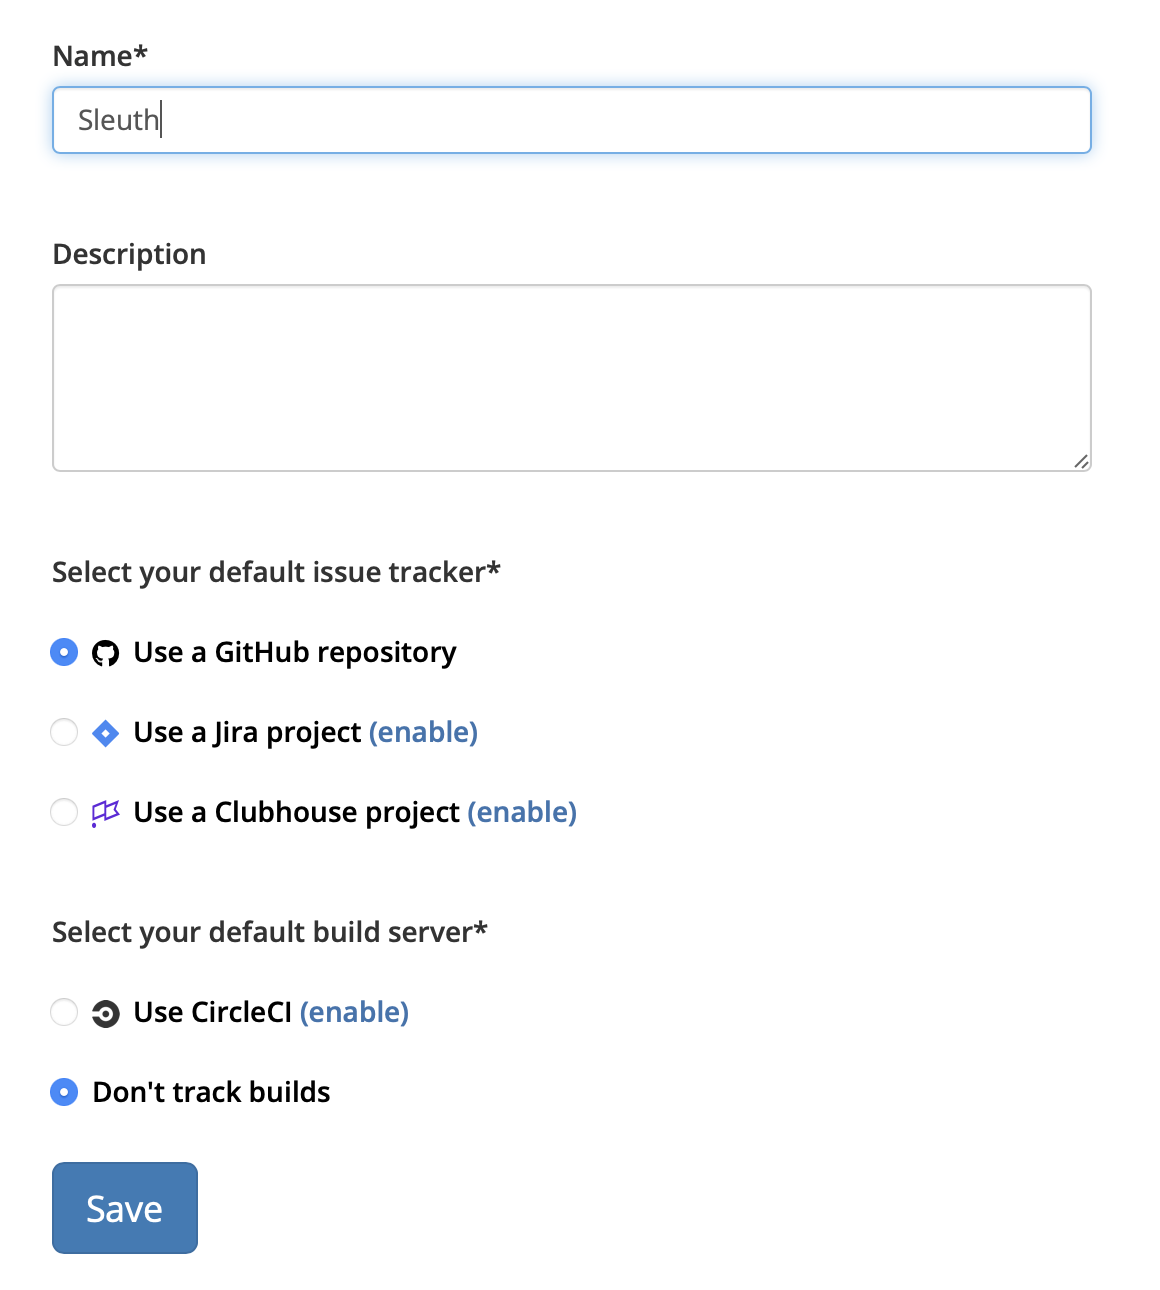 Name*
Sleuth
Description
Select your default issue tracker*
Use a GitHub repository
Use a Jira project (enable)
Use a Clubhouse project (enable)
Select your default build server*
Use CircleCI (enable)
Don't track builds
Save